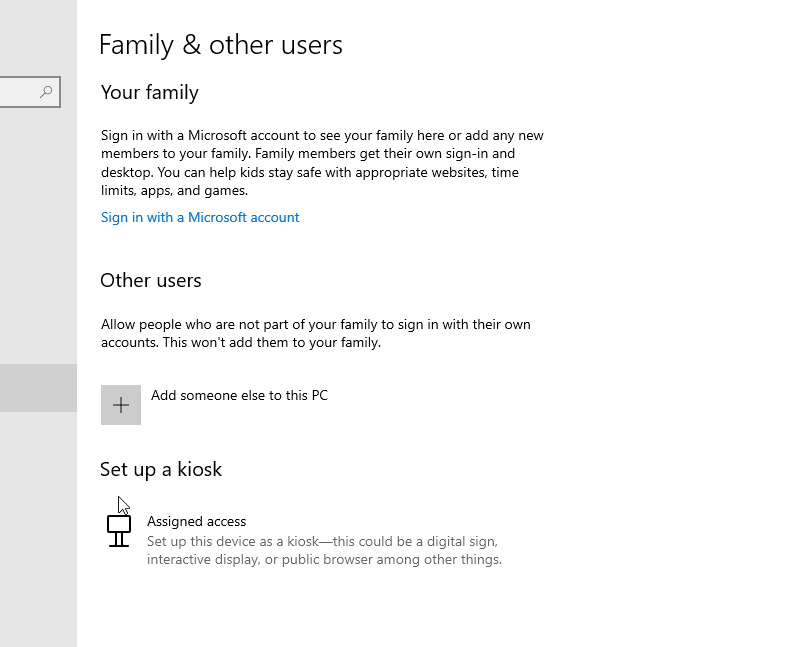 Family & other users
Your family
Sign in with a Microsoft account to see your family here or add any new
members to your family. Family members get their own sign-in and
desktop. You can help kids stay safe with appropriate websites, time
limits, apps, and games.
Sign in with a Microsoft account
Other users
Allow people who are not part of your family to sign in with their own
accounts. This won't add them to your family.
Add someone else to this PC
Set up a kiosk
Assigned access
Set up this device as a kiosk—this could be a digital sign,
interactive display, or public browser among other things.